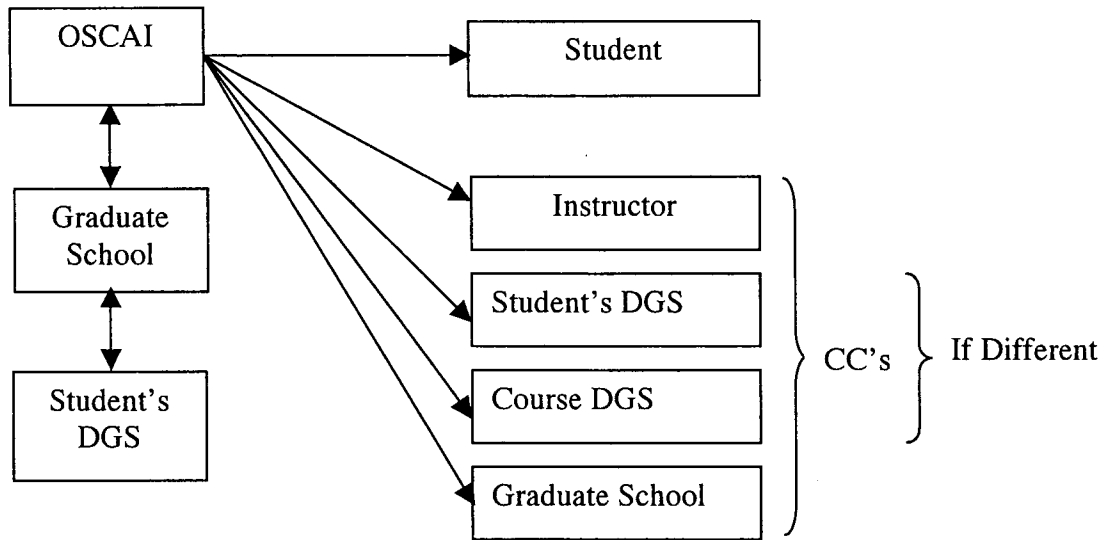 OSCAI
Student
Graduate
School
Instructor
Student's DGS
CC's
If Different
Student's
DGS
Course DGS
Graduate School